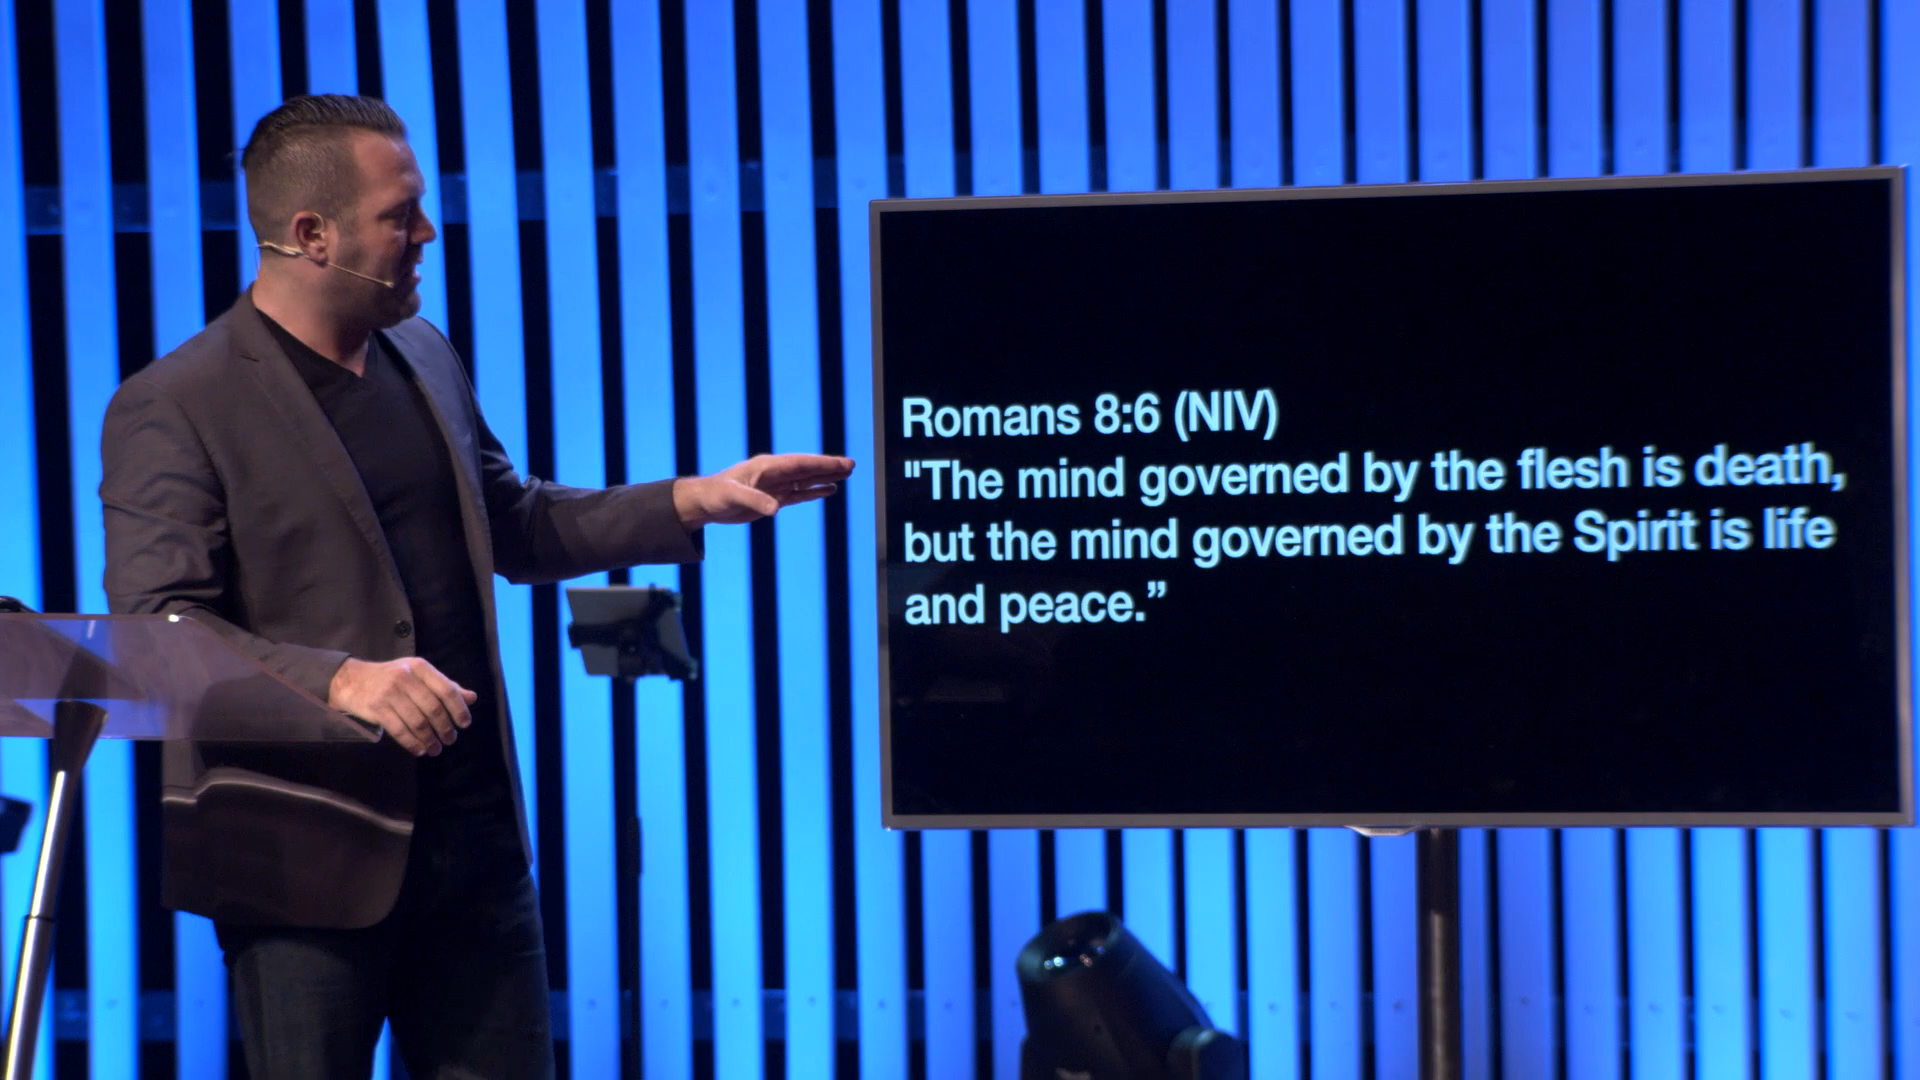 Romans 8:6 (NIV)
"The mind governed by the flesh is death,
but the mind governed by the Spirit is life
and peace.”